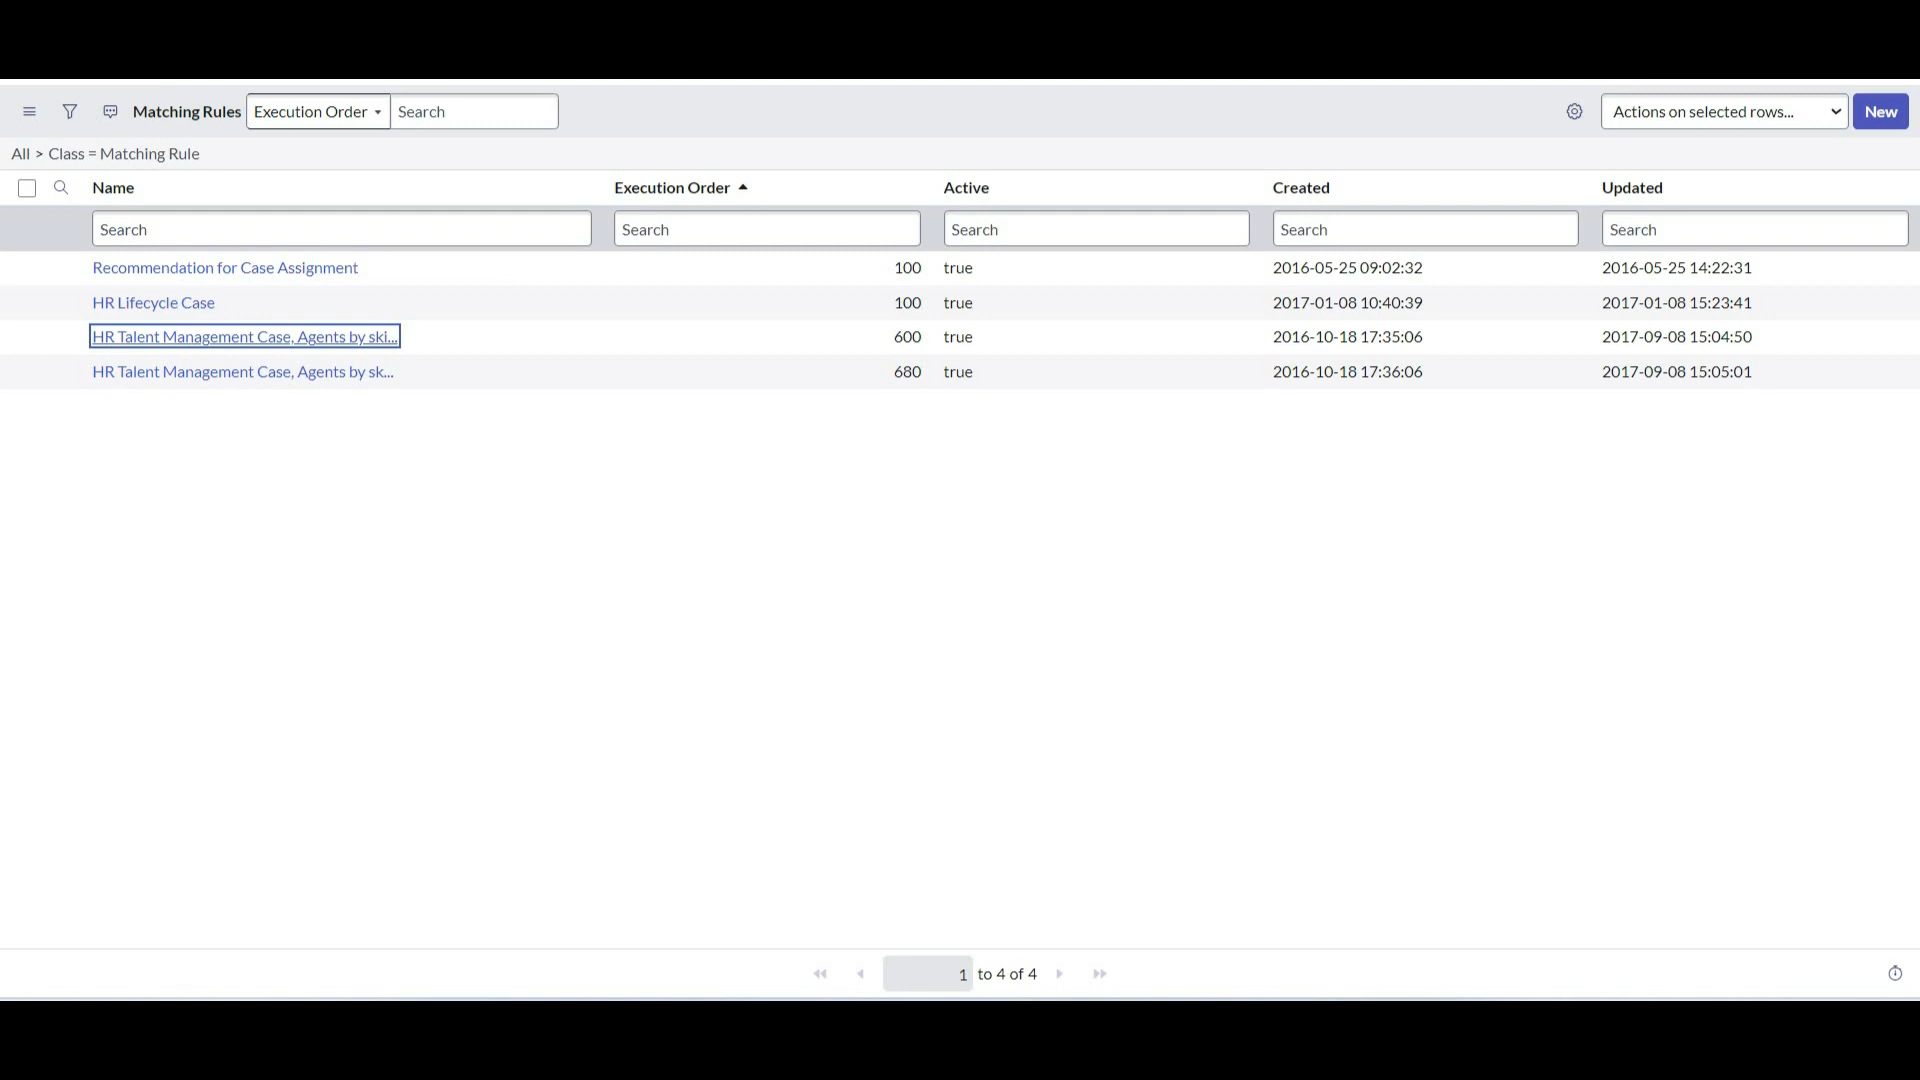 Matching Rules Execution Order Search Actions on selected rows... New
All > Class = Matching Rule
Name Execution Order Active Created Updated
Search Search Search Search Search
Recommendation for Case Assignment 100 true 2016-05-25 09:02:32 2016-05-25 14:22:31
HR Lifecycle Case 100 true 2017-01-08 10:40:39 2017-01-08 15:23:41
HR Talent Management Case, Agents by ski... 600 true 2016-10-18 17:35:06 2017-09-08 15:04:50
HR Talent Management Case, Agents by sk... 680 true 2016-10-18 17:36:06 2017-09-08 15:05:01
1 to 4 of 4